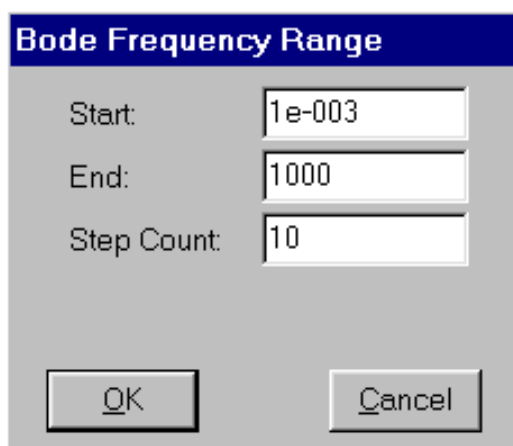 Bode Frequency Range
Start: 1e-003
End: 1000
Step Count: 10
OK Cancel